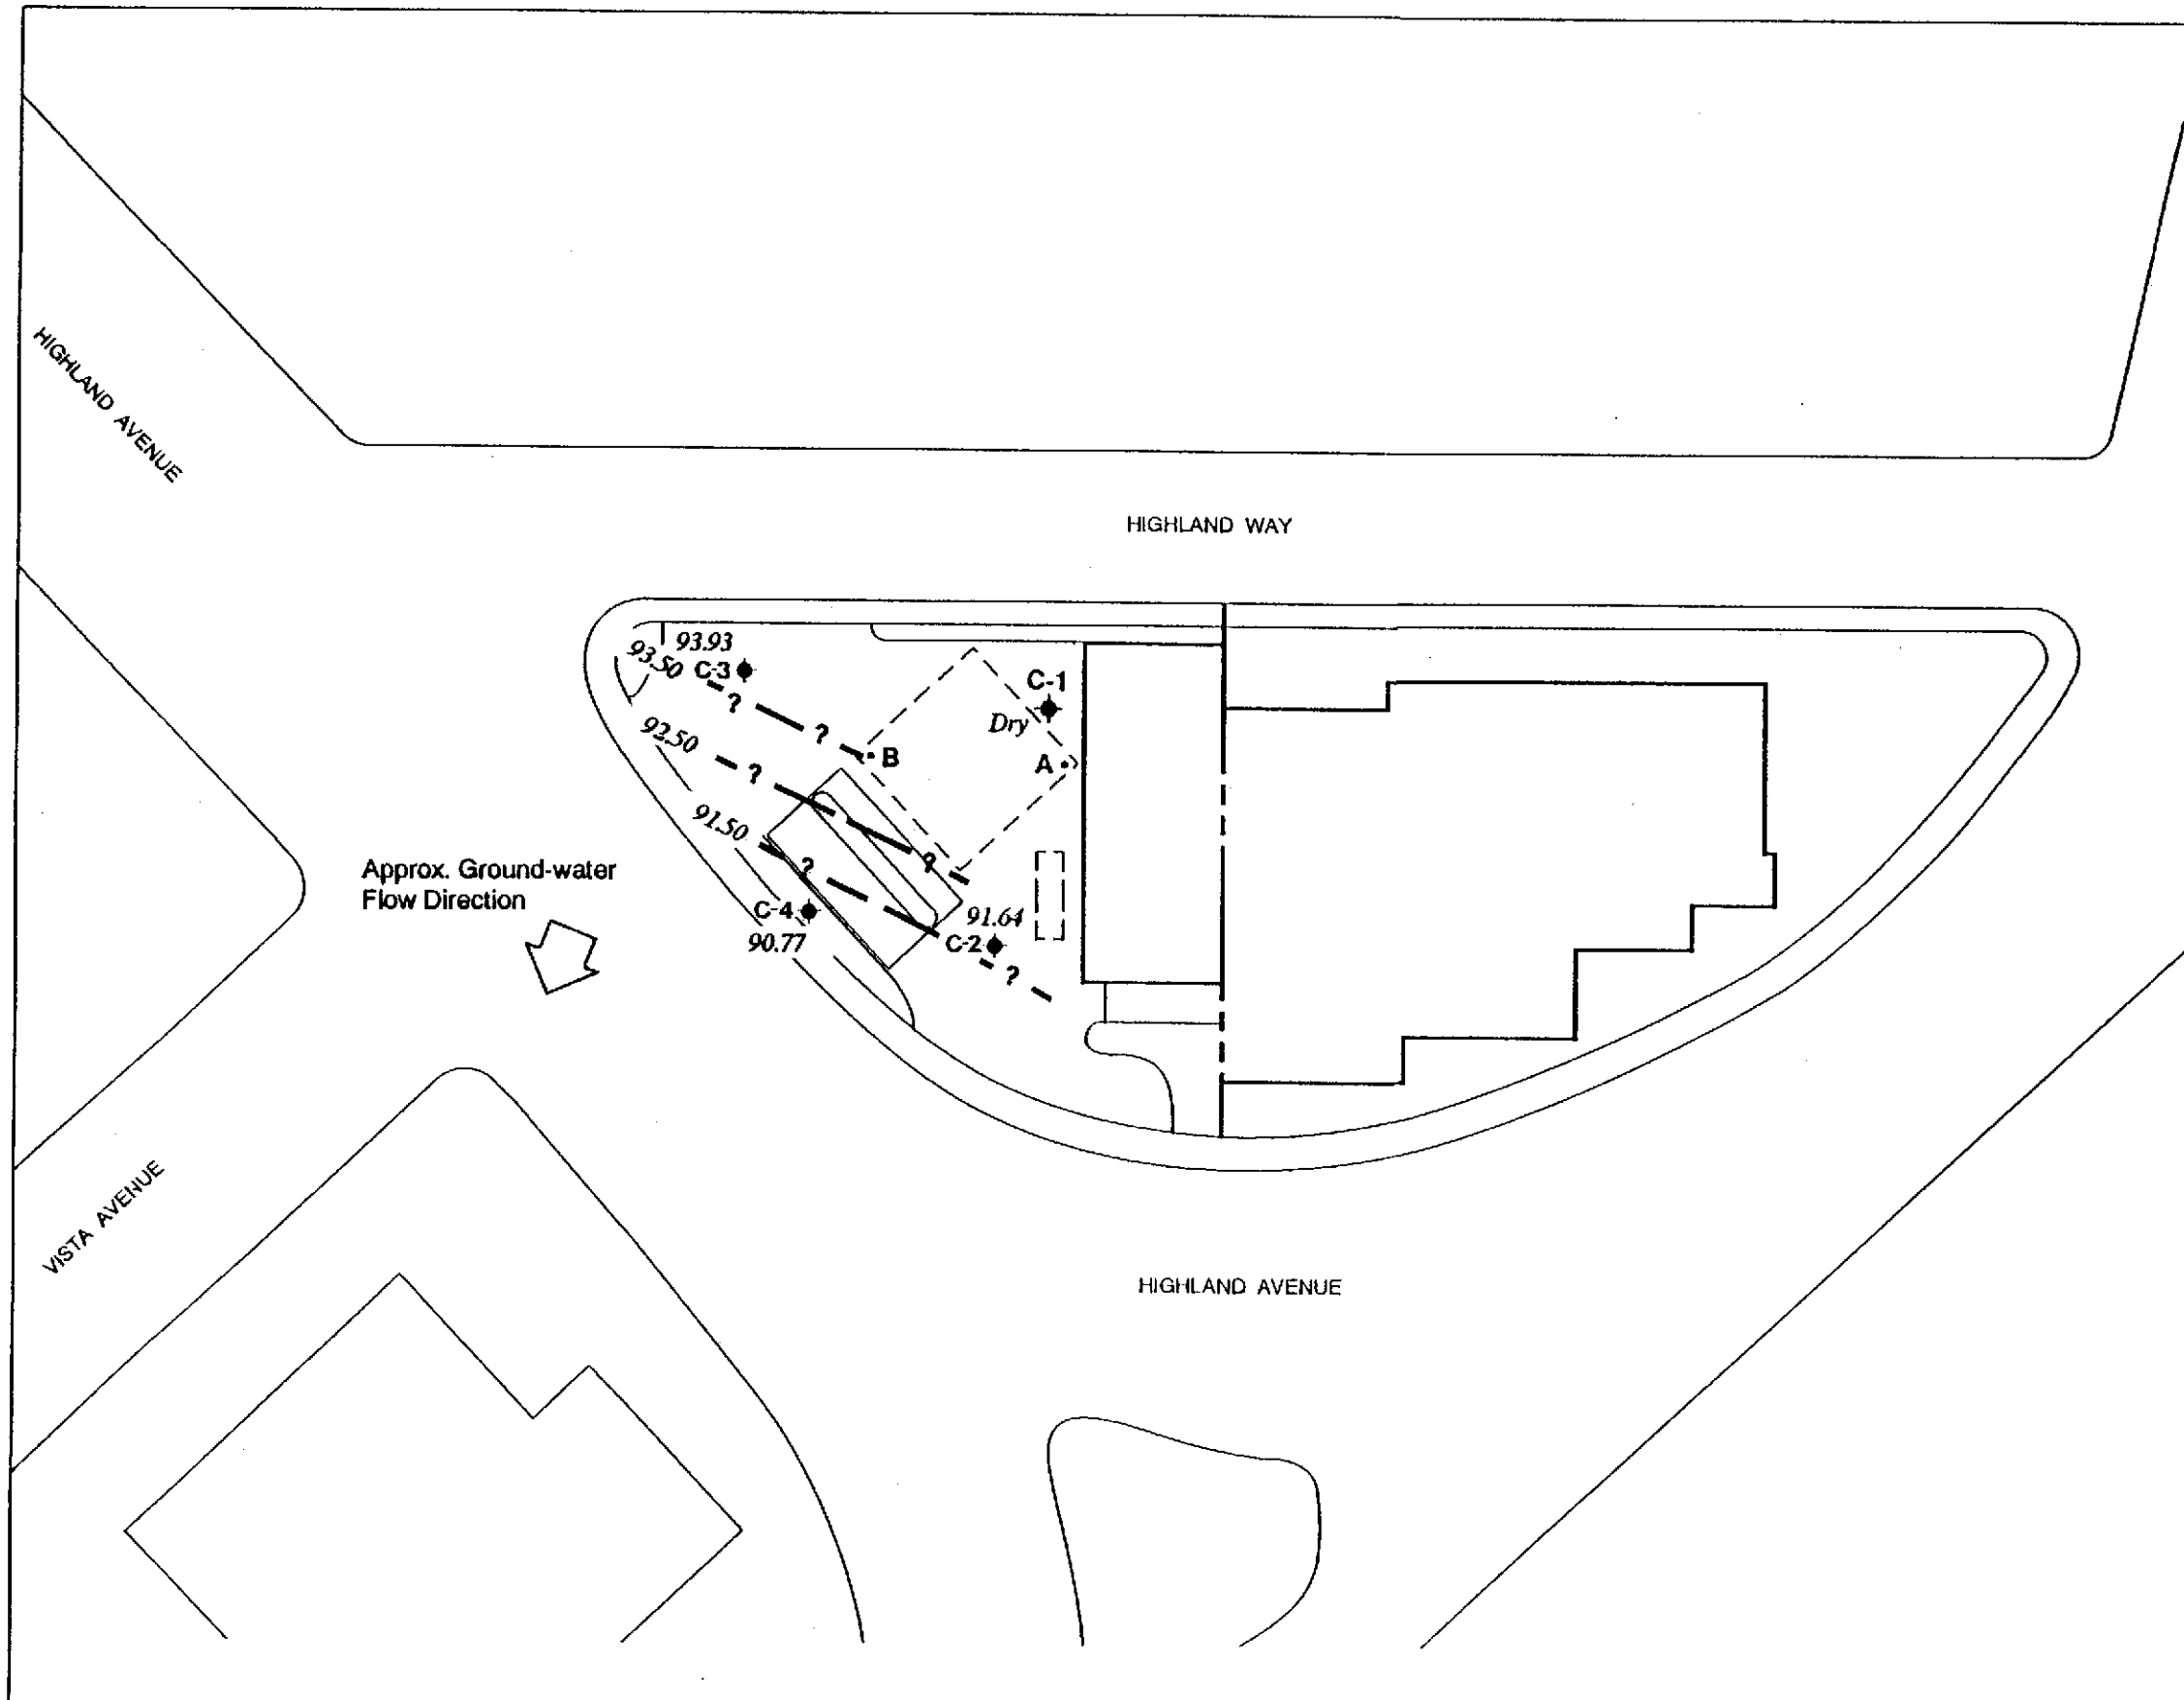 HIGHLAND AVENUE
HIGHLAND WAY
93.93
93.50
C-3
?
?
C-1
Dry
92.50
?
B
A
91.50
?
?
Approx. Ground-water
Flow Direction
C-4
90.77
91.64
C-2
?
VISTA AVENUE
HIGHLAND AVENUE